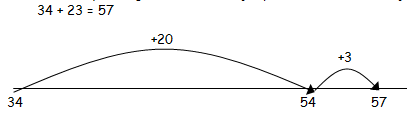 34 + 23 = 57
+20
+3
34 54 57